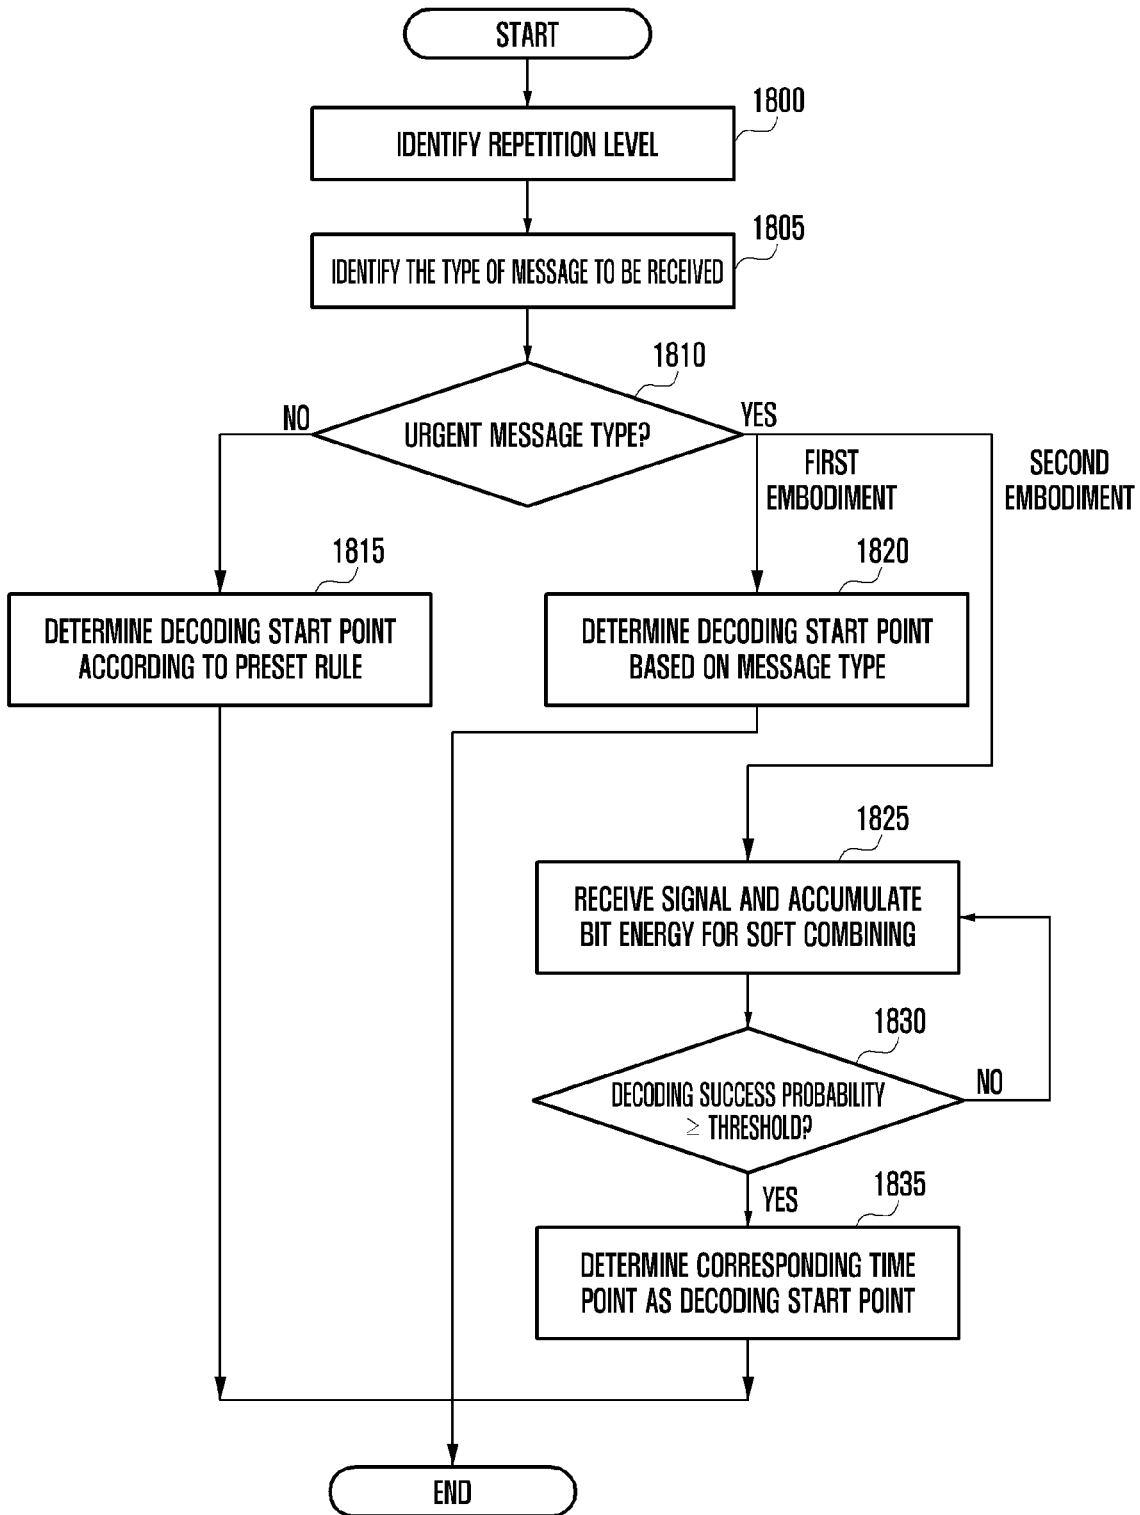 START
1800
IDENTIFY REPETITION LEVEL
1805
IDENTIFY THE TYPE OF MESSAGE TO BE RECEIVED
1810
NO
YES
URGENT MESSAGE TYPE?
FIRST
EMBODIMENT
SECOND
EMBODIMENT
1815
DETERMINE DECODING START POINT
ACCORDING TO PRESET RULE
1820
DETERMINE DECODING START POINT
BASED ON MESSAGE TYPE
1825
RECEIVE SIGNAL AND ACCUMULATE
BIT ENERGY FOR SOFT COMBINING
1830
DECODING SUCCESS PROBABILITY
≥ THRESHOLD?
NO
YES
1835
DETERMINE CORRESPONDING TIME
POINT AS DECODING START POINT
END